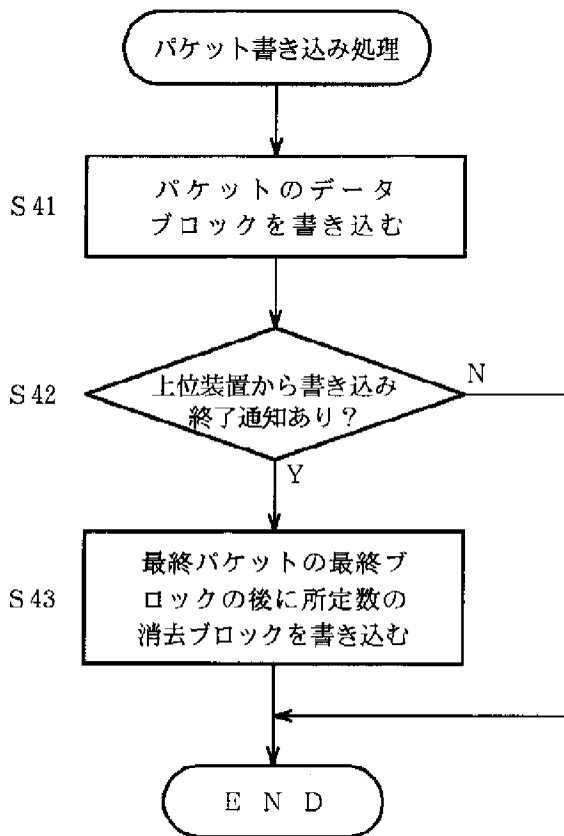 パケット書き込み処理
S41
パケットのデータ
ブロックを書き込む
S42
上位装置から書き込み
終了通知あり?
N
Y
S43
最終パケットの最終ブ
ロックの後に所定数の
消去ブロックを書き込む
END